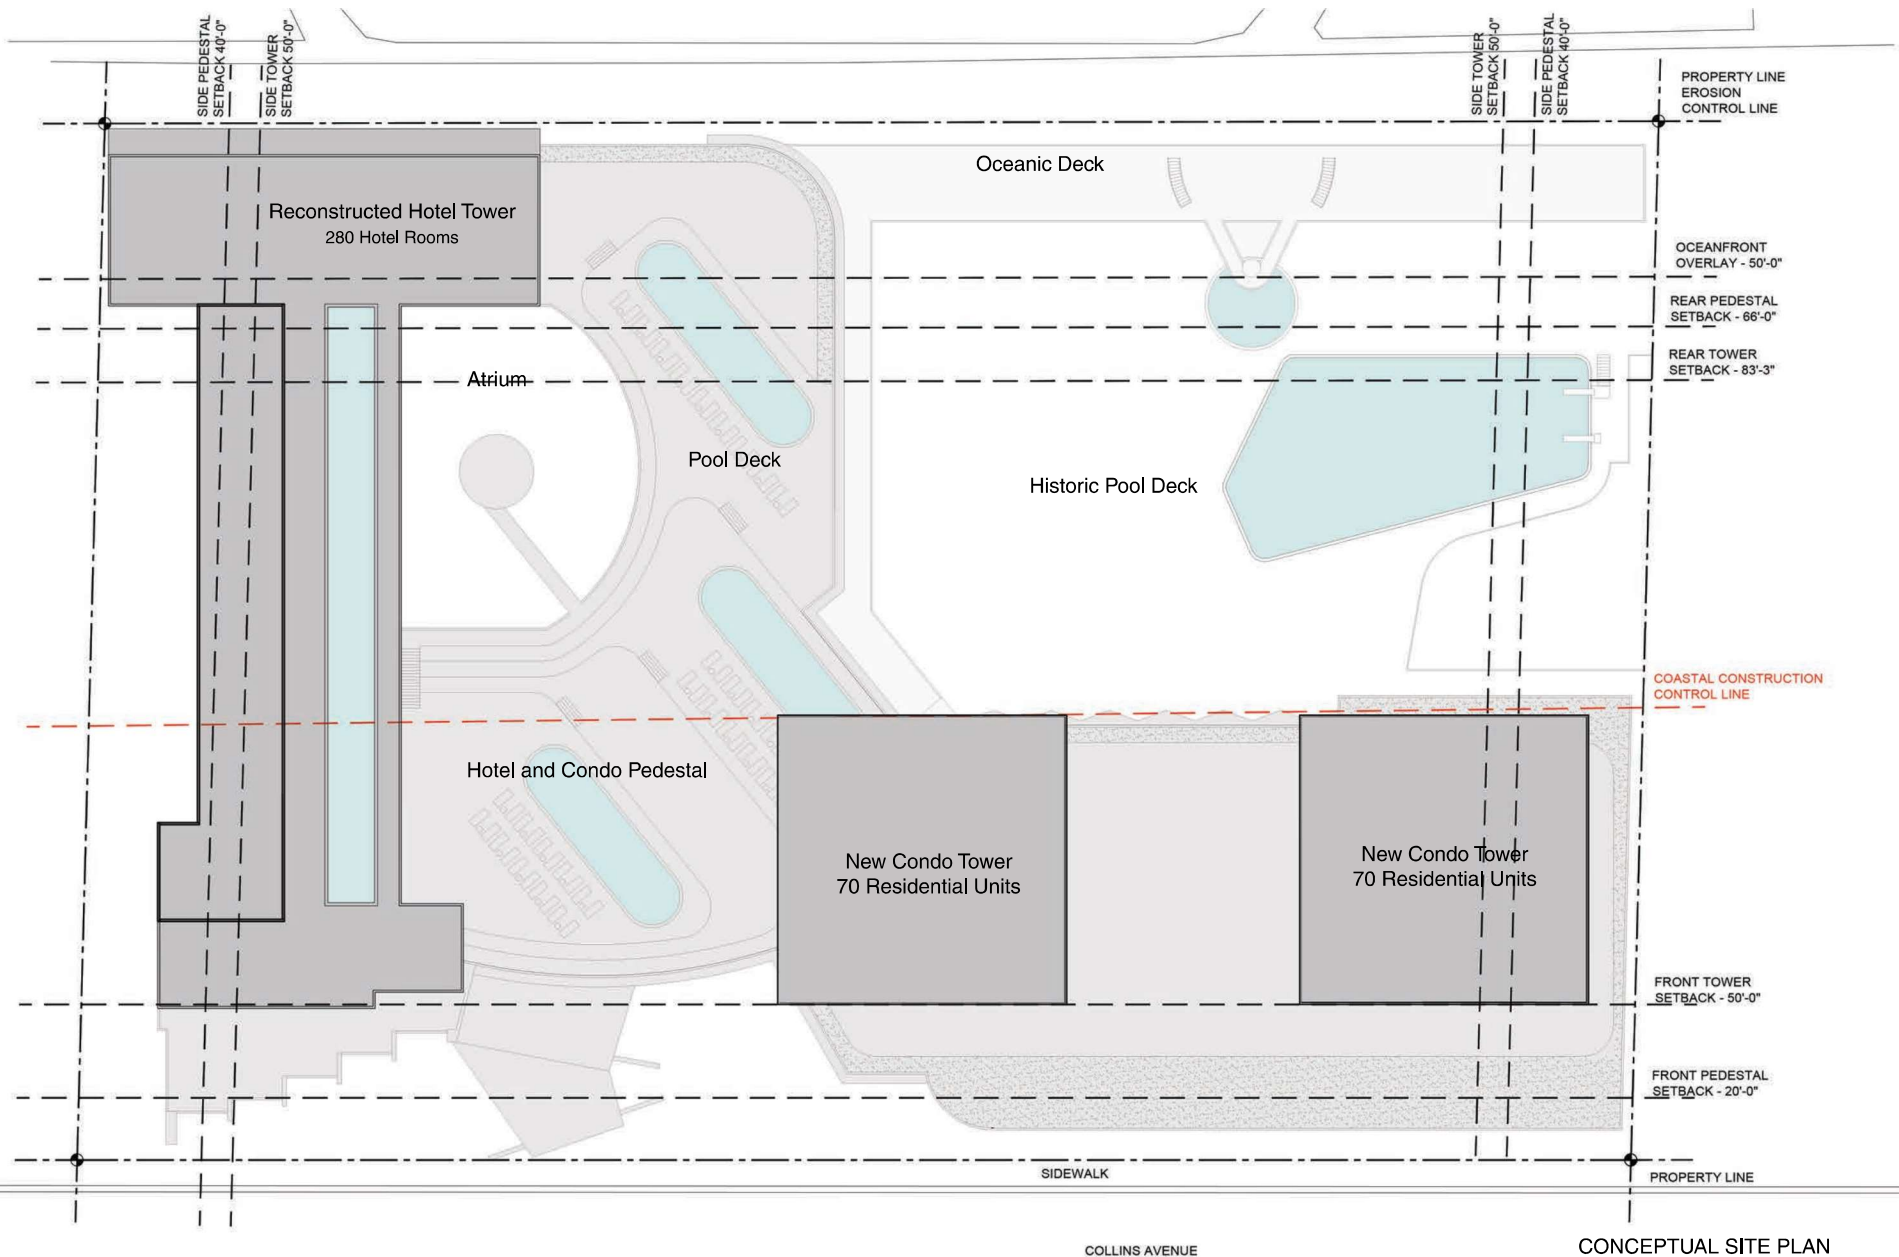 SIDE PEDESTAL
SETBACK 40'-0"
SIDE TOWER
SETBACK 50'-0"
SIDE TOWER
SETBACK 50'-0"
SIDE PEDESTAL
SETBACK 40'-0"
PROPERTY LINE
EROSION
CONTROL LINE
Oceanic Deck
Reconstructed Hotel Tower
280 Hotel Rooms
OCEANFRONT
OVERLAY - 50'-0"
REAR PEDESTAL
SETBACK - 66'-0"
REAR TOWER
SETBACK - 83'-3"
Atrium
Pool Deck
Historic Pool Deck
COASTAL CONSTRUCTION
CONTROL LINE
Hotel and Condo Pedestal
New Condo Tower
70 Residential Units
New Condo Tower
70 Residential Units
FRONT TOWER
SETBACK - 50'-0"
FRONT PEDESTAL
SETBACK - 20'-0"
SIDEWALK
PROPERTY LINE
COLLINS AVENUE
CONCEPTUAL SITE PLAN